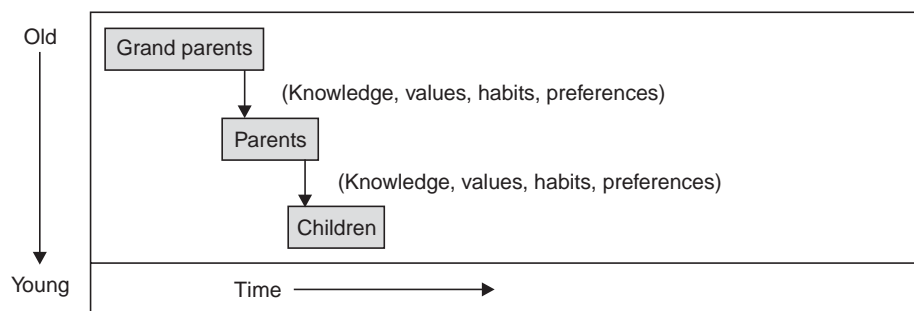 Old
Grand parents
(Knowledge, values, habits, preferences)
Parents
(Knowledge, values, habits, preferences)
Children
Young
Time